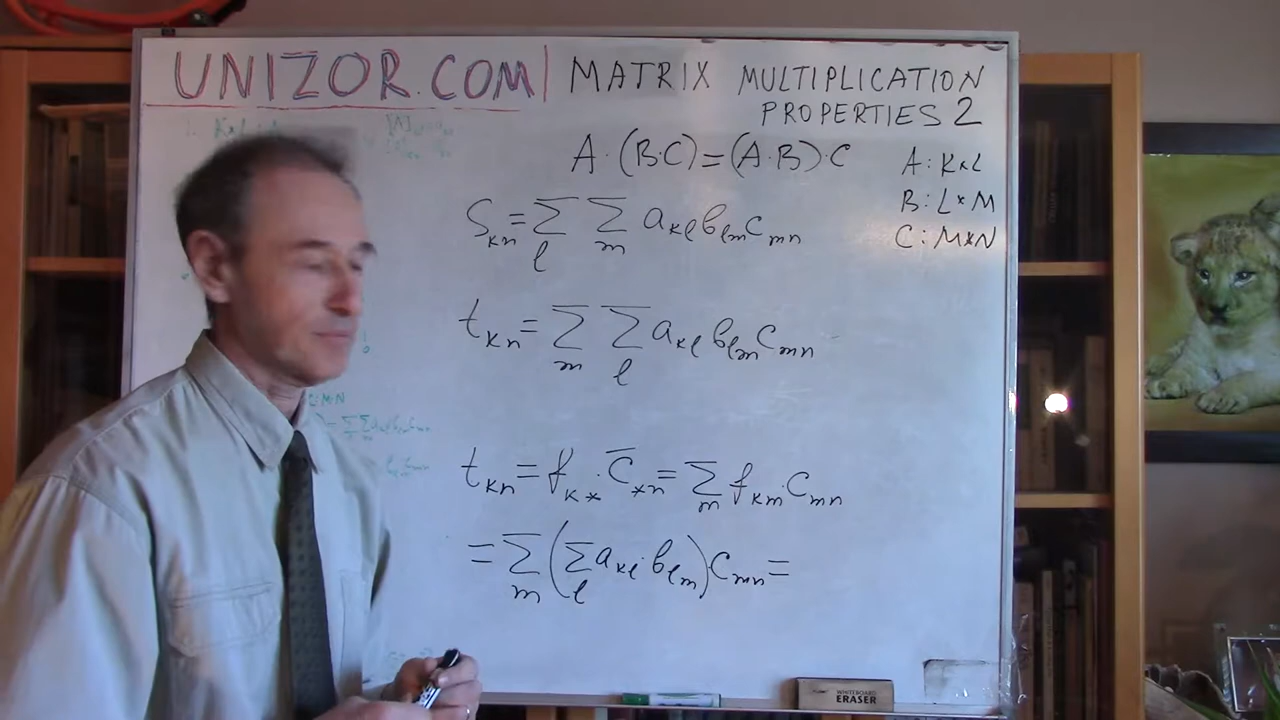 UNIZOR.COM | MATRIX MULTIPLICATION
PROPERTIES 2
A·(B·C)=(A·B)·C
A: K×L
B: L×M
C: M×N
S_kn = Σ_l Σ_m a_kl b_lm c_mn
t_kn = Σ_m Σ_l a_kl b_lm c_mn
t_kn = f_k* · c̄_*n = Σ_m f_km · c_mn
= Σ_m (Σ_l a_kl · b_lm) c_mn =
WHITEBOARD
ERASER